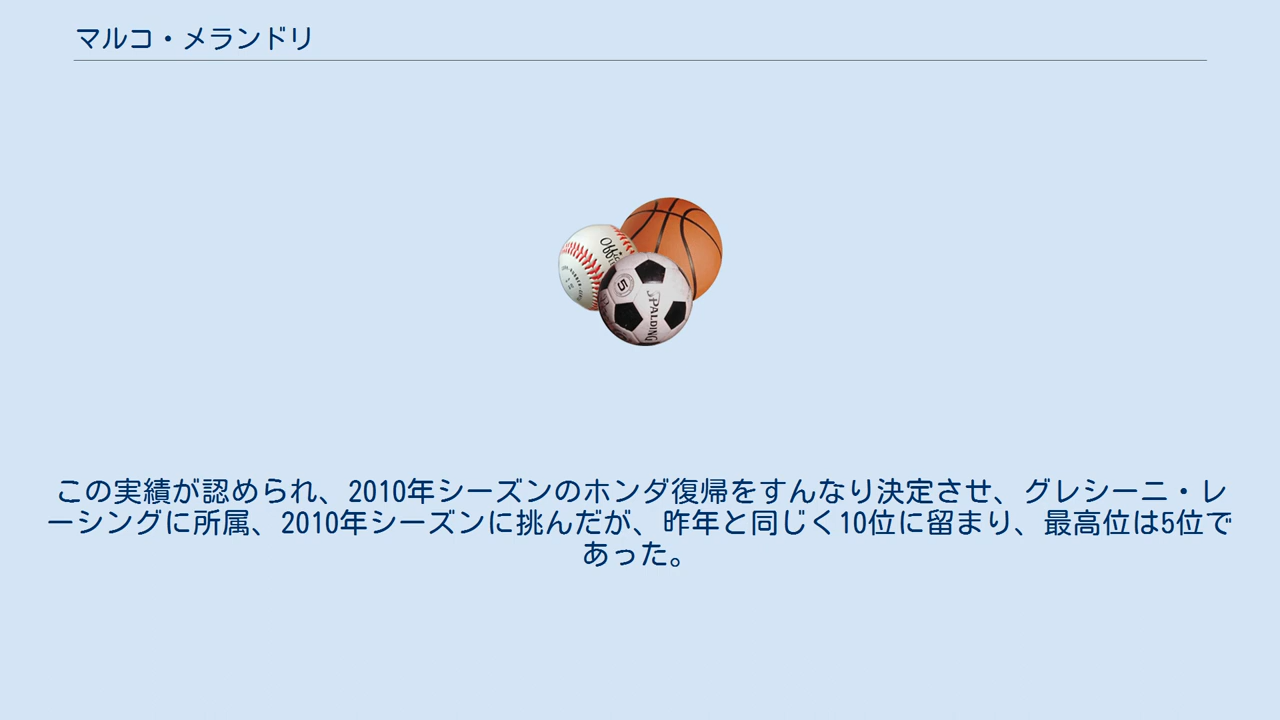 マルコ・メランドリ
Offici
5
SPALDING
この実績が認められ、2010年シーズンのホンダ復帰をすんなり決定させ、グレシーニ・レ
ーシングに所属、2010年シーズンに挑んだが、昨年と同じく10位に留まり、最高位は5位で
あった。